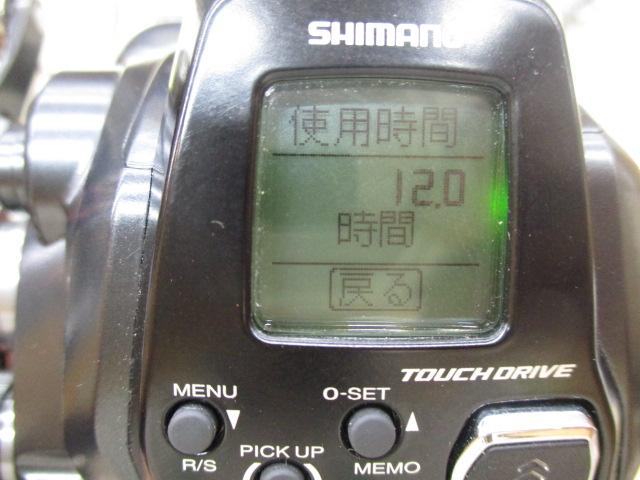 SHIMANO
使用時間
12.0
時間
戻る
TOUCH DRIVE
MENU
O-SET
R/S
PICK UP
MEMO